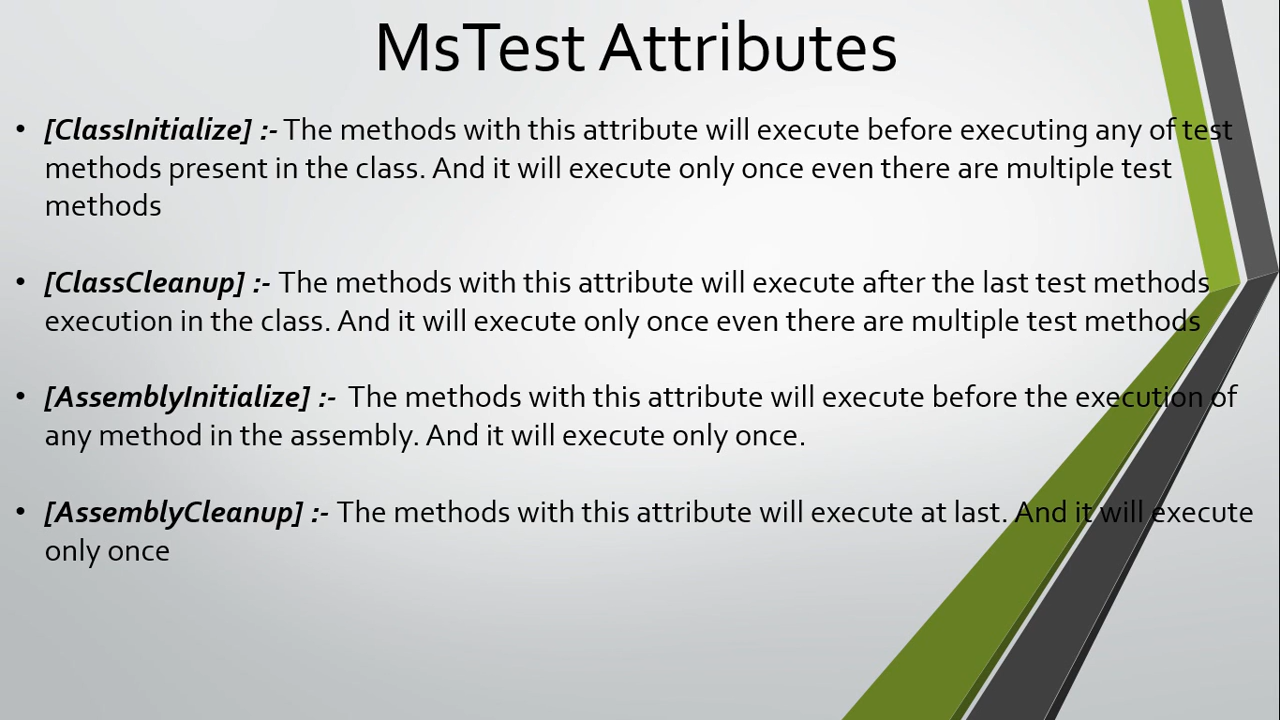 MsTest Attributes
• [ClassInitialize] :- The methods with this attribute will execute before executing any of test
methods present in the class. And it will execute only once even there are multiple test
methods
• [ClassCleanup] :- The methods with this attribute will execute after the last test methods
execution in the class. And it will execute only once even there are multiple test methods
• [AssemblyInitialize] :- The methods with this attribute will execute before the execution of
any method in the assembly. And it will execute only once.
• [AssemblyCleanup] :- The methods with this attribute will execute at last. And it will execute
only once